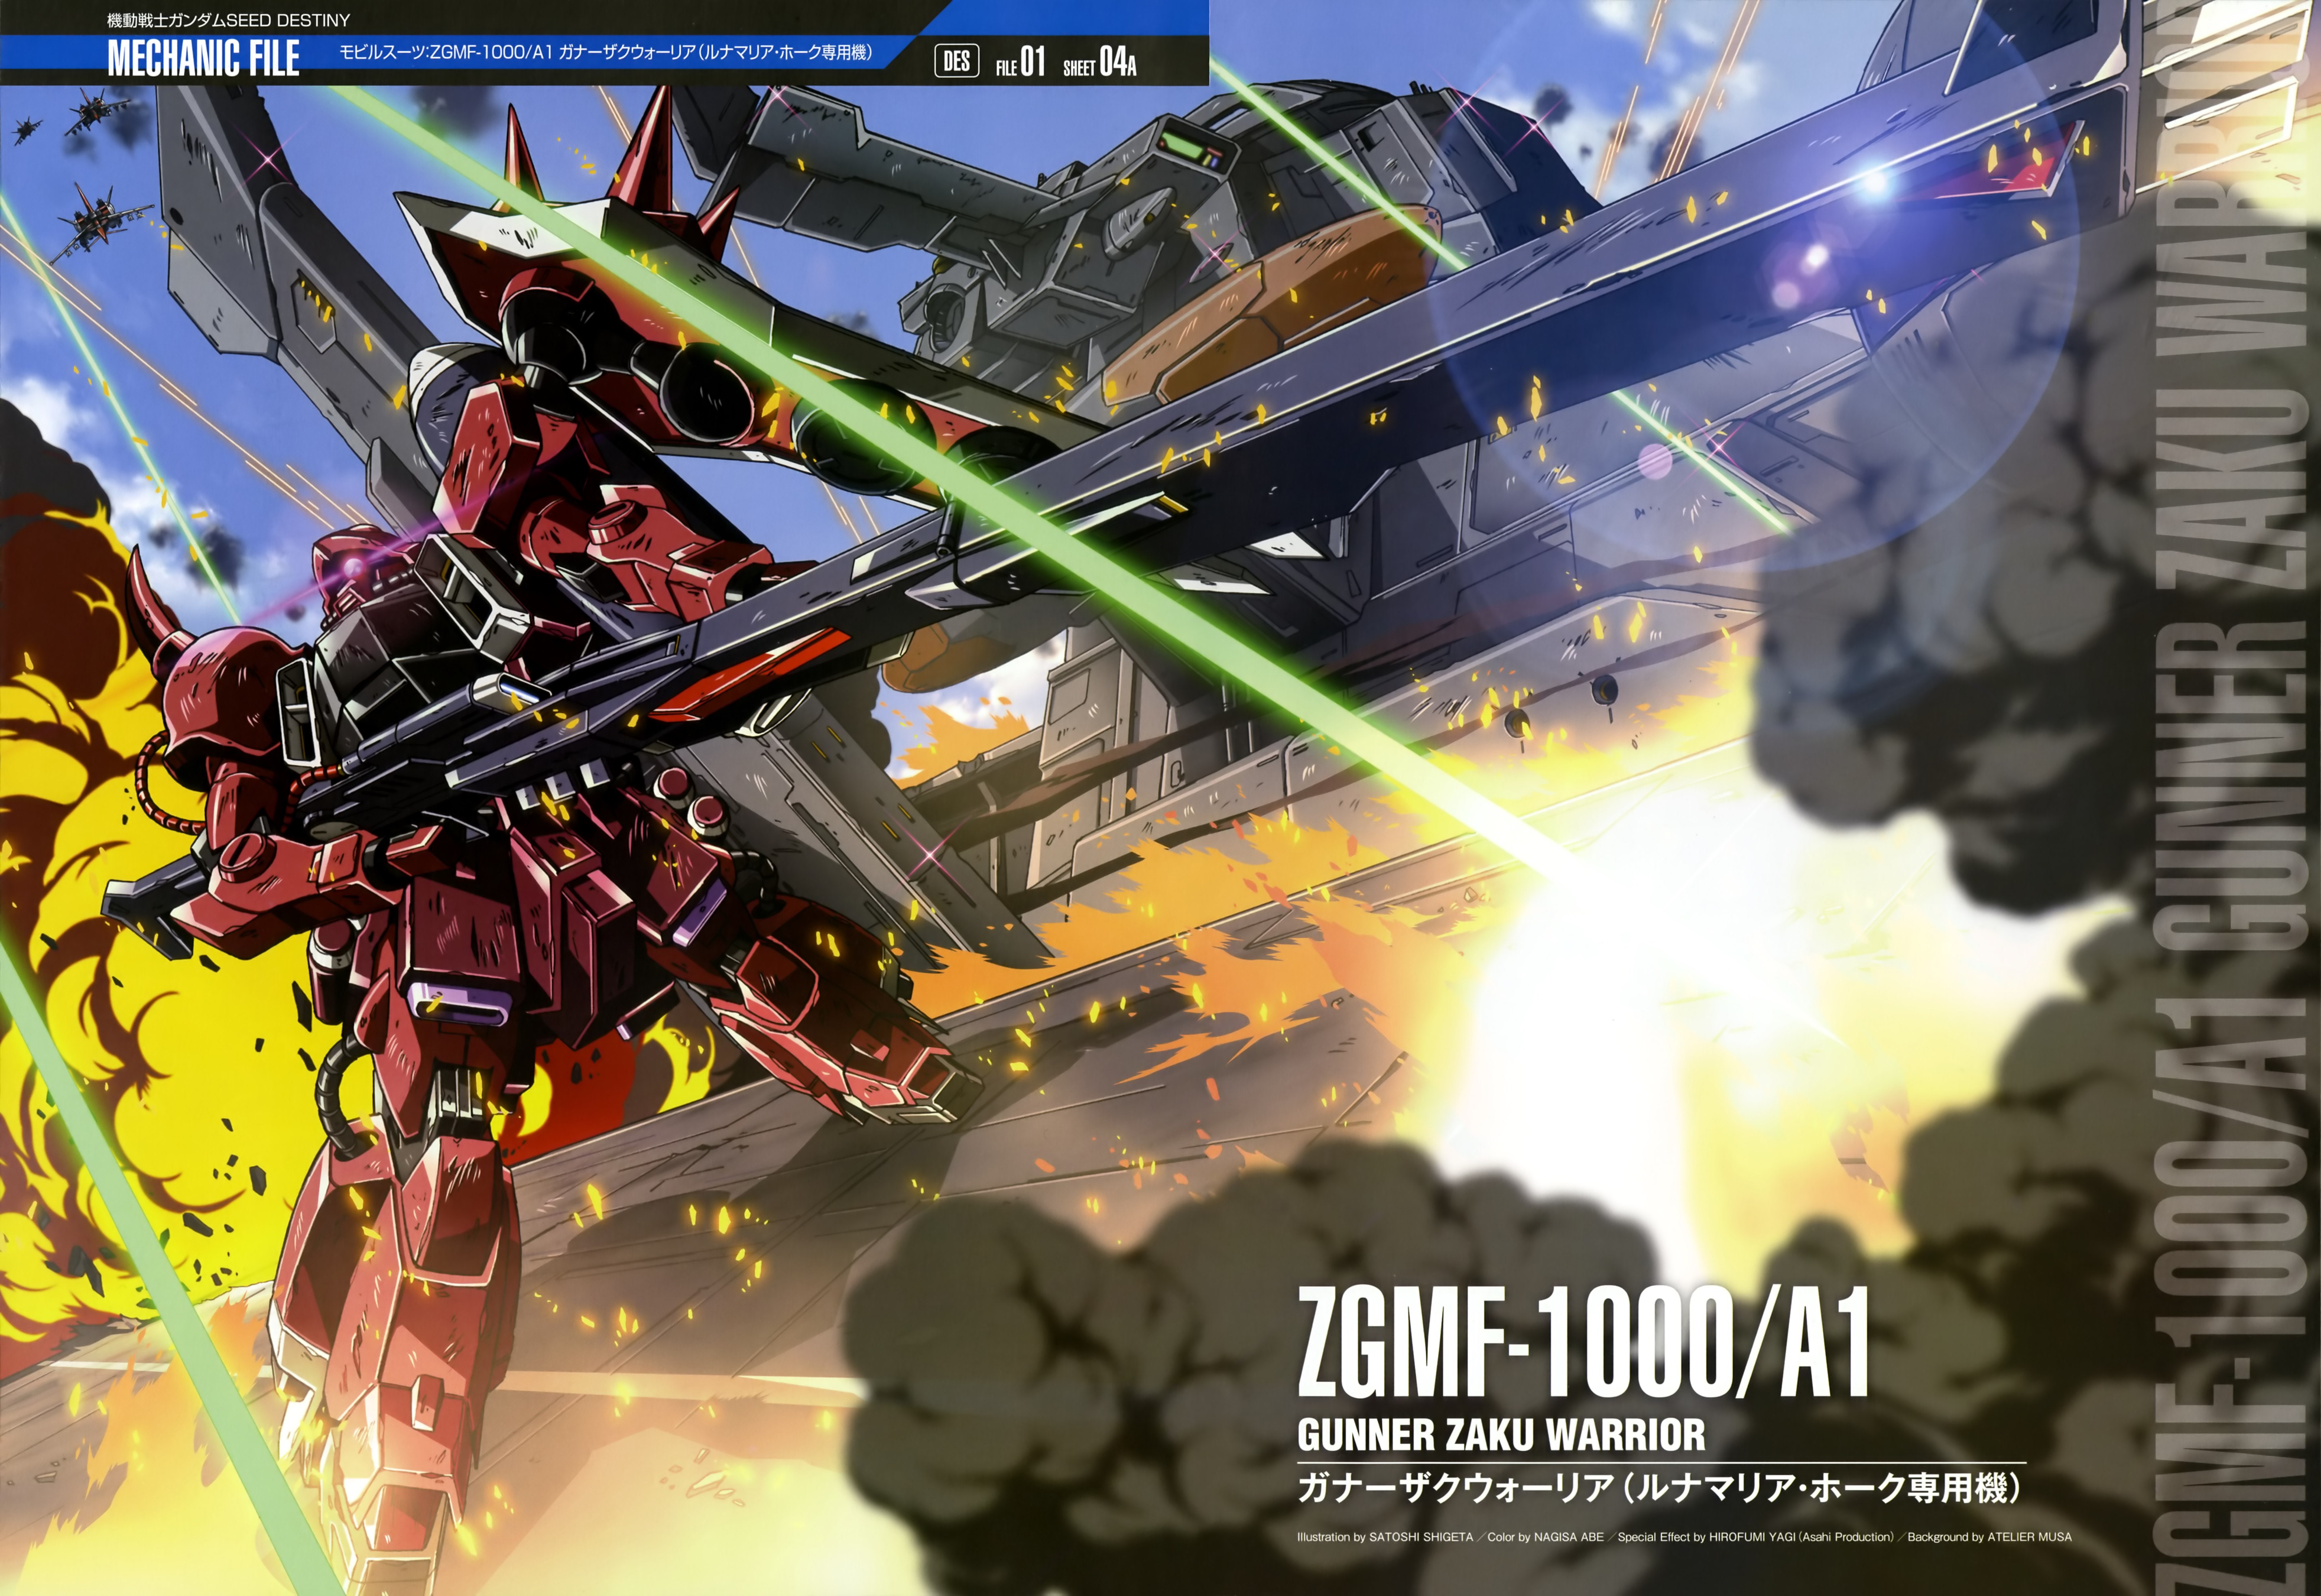 機動戦士ガンダムSEED DESTINY
MECHANIC FILE
モビルスーツ:ZGMF-1000/A1 ガナーザクウォーリア(ルナマリア・ホーク専用機)
DES FILE 01 SHEET 04A
ZGMF-1000/A1 GUNNER ZAKU WARRIOR
ZGMF-1000/A1
GUNNER ZAKU WARRIOR
ガナーザクウォーリア(ルナマリア・ホーク専用機)
Illustration by SATOSHI SHIGETA／Color by NAGISA ABE／Special Effect by HIROFUMI YAGI (Asahi Production)／Background by ATELIER MUSA